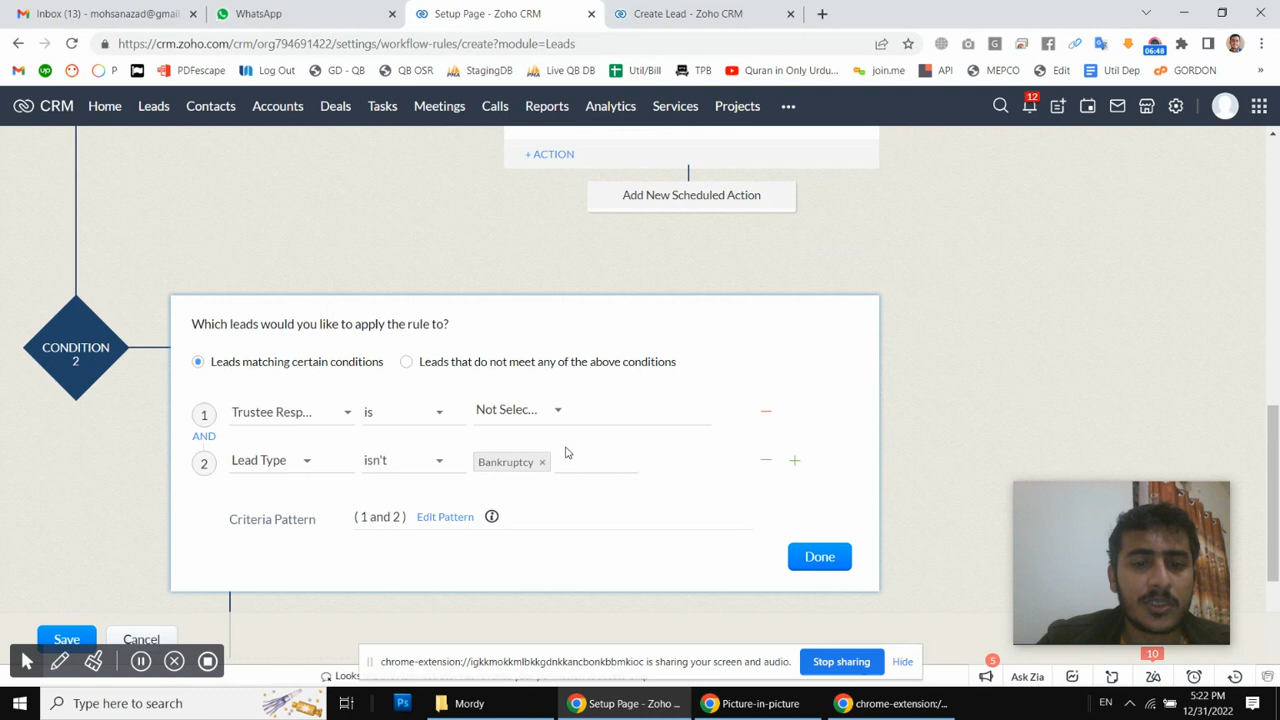 Inbox (13) - mohsanazad@gmail
WhatsApp
Setup Page - Zoho CRM
Create Lead - Zoho CRM
https://crm.zoho.com/crm/org794691422/settings/workflow-rules/create?module=Leads
06:48
P
PDFescape
Log Out
GD - QB
QB OSR
StagingDB
Live QB DB
Util/Bill
TPB
Quran in Only Urdu...
join.me
API
MEPCO
Edit
Util Dep
GORDON
»
CRM
Home
Leads
Contacts
Accounts
Deals
Tasks
Meetings
Calls
Reports
Analytics
Services
Projects
12
+ ACTION
Add New Scheduled Action
CONDITION
2
Which leads would you like to apply the rule to?
Leads matching certain conditions
Leads that do not meet any of the above conditions
1
Trustee Resp...
is
Not Selec...
AND
2
Lead Type
isn't
Bankruptcy
Criteria Pattern
( 1 and 2 )
Edit Pattern
Done
Save
Cancel
chrome-extension://igkkmokkmlbkkgdnkkancbonkbbmkioc is sharing your screen and audio.
Stop sharing
Hide
5
10
Ask Zia
Type here to search
Ps
Mordy
Setup Page - Zoho ...
Picture-in-picture
chrome-extension:/...
EN
5:22 PM
12/31/2022